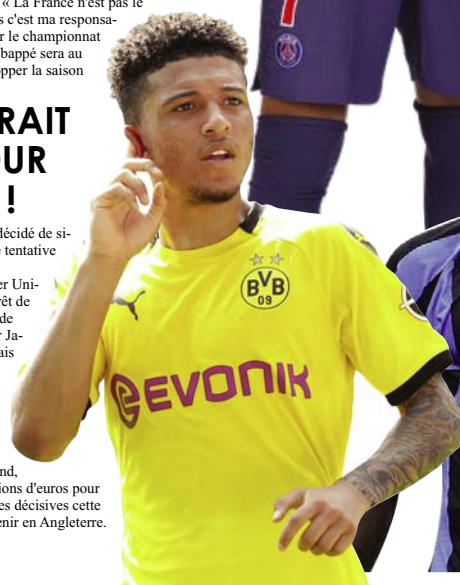 « La France n'est pas le
s c'est ma responsa-
r le championnat
bappé sera au
pper la saison
RAIT
UR
!
écidé de si-
e tentative
er Uni-
rêt de
de
r Ja-
ais
nd,
ions d'euros pour
es décisives cette
enir en Angleterre.
BVB
09
EVONIK